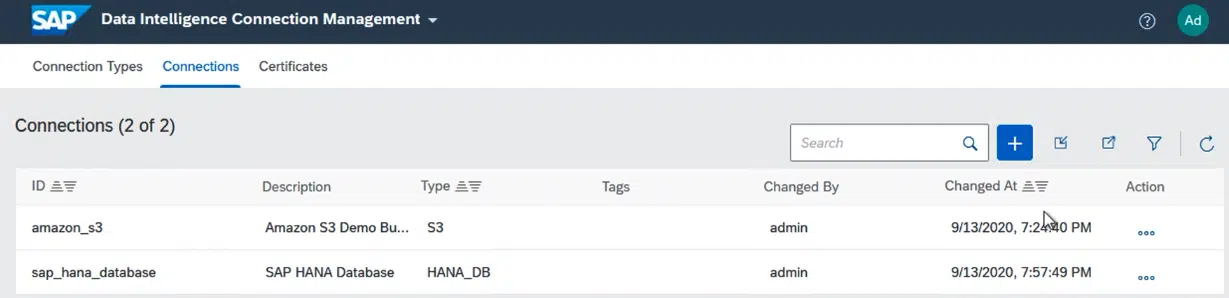 SAP Data Intelligence Connection Management Ad
Connection Types Connections Certificates
Connections (2 of 2)
Search
ID Description Type Tags Changed By Changed At Action
amazon_s3 Amazon S3 Demo Bu... S3 admin 9/13/2020, 7:24:40 PM
sap_hana_database SAP HANA Database HANA_DB admin 9/13/2020, 7:57:49 PM